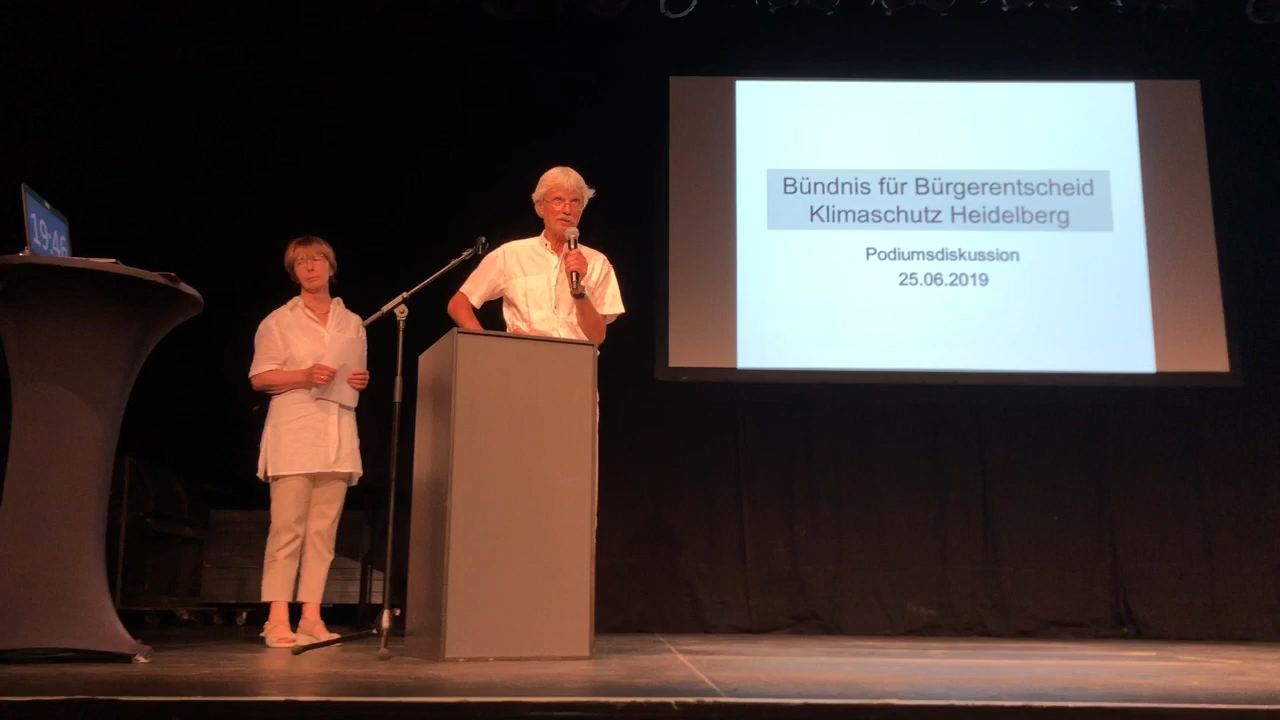 19:46
Bündnis für Bürgerentscheid
Klimaschutz Heidelberg
Podiumsdiskussion
25.06.2019